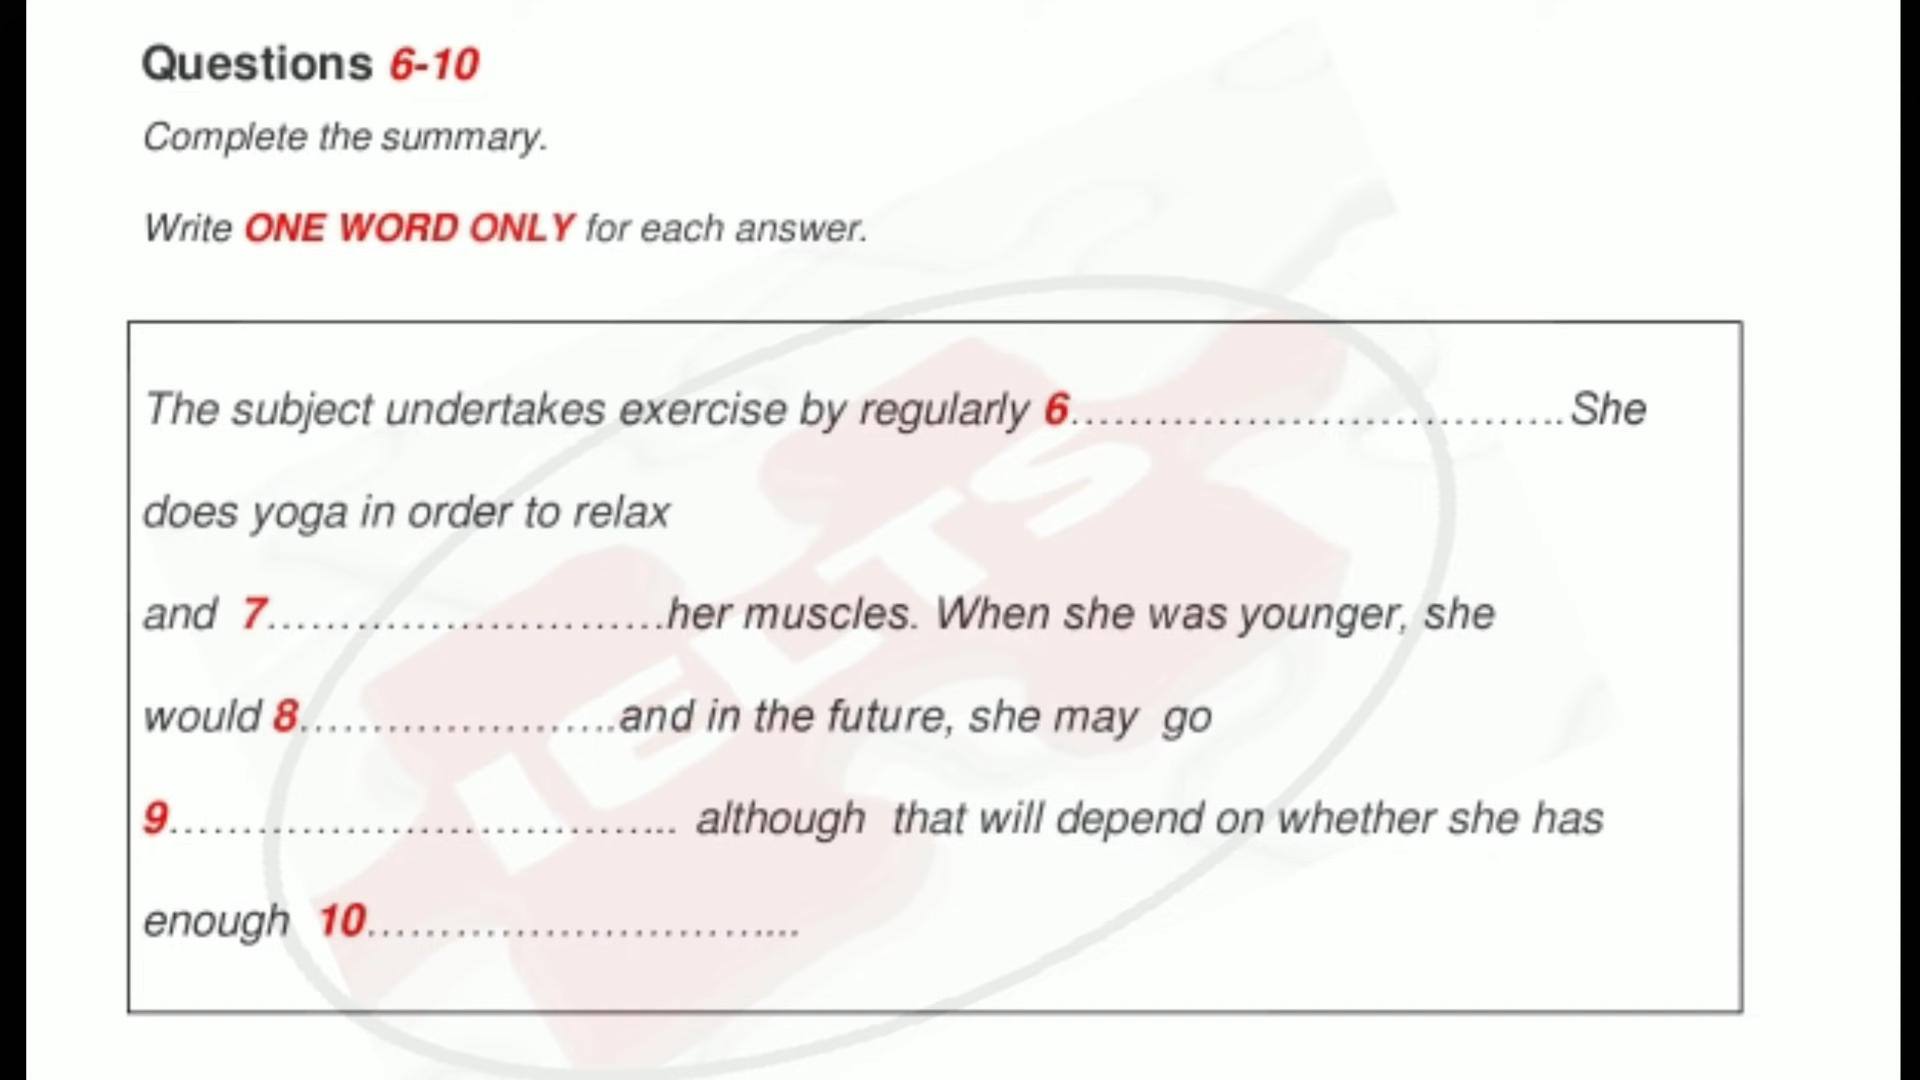 Questions 6-10
Complete the summary.
Write ONE WORD ONLY for each answer.
The subject undertakes exercise by regularly 6..................................She
does yoga in order to relax
and 7...........................her muscles. When she was younger, she
would 8......................and in the future, she may go
9................................... although that will depend on whether she has
enough 10..............................
IELTS